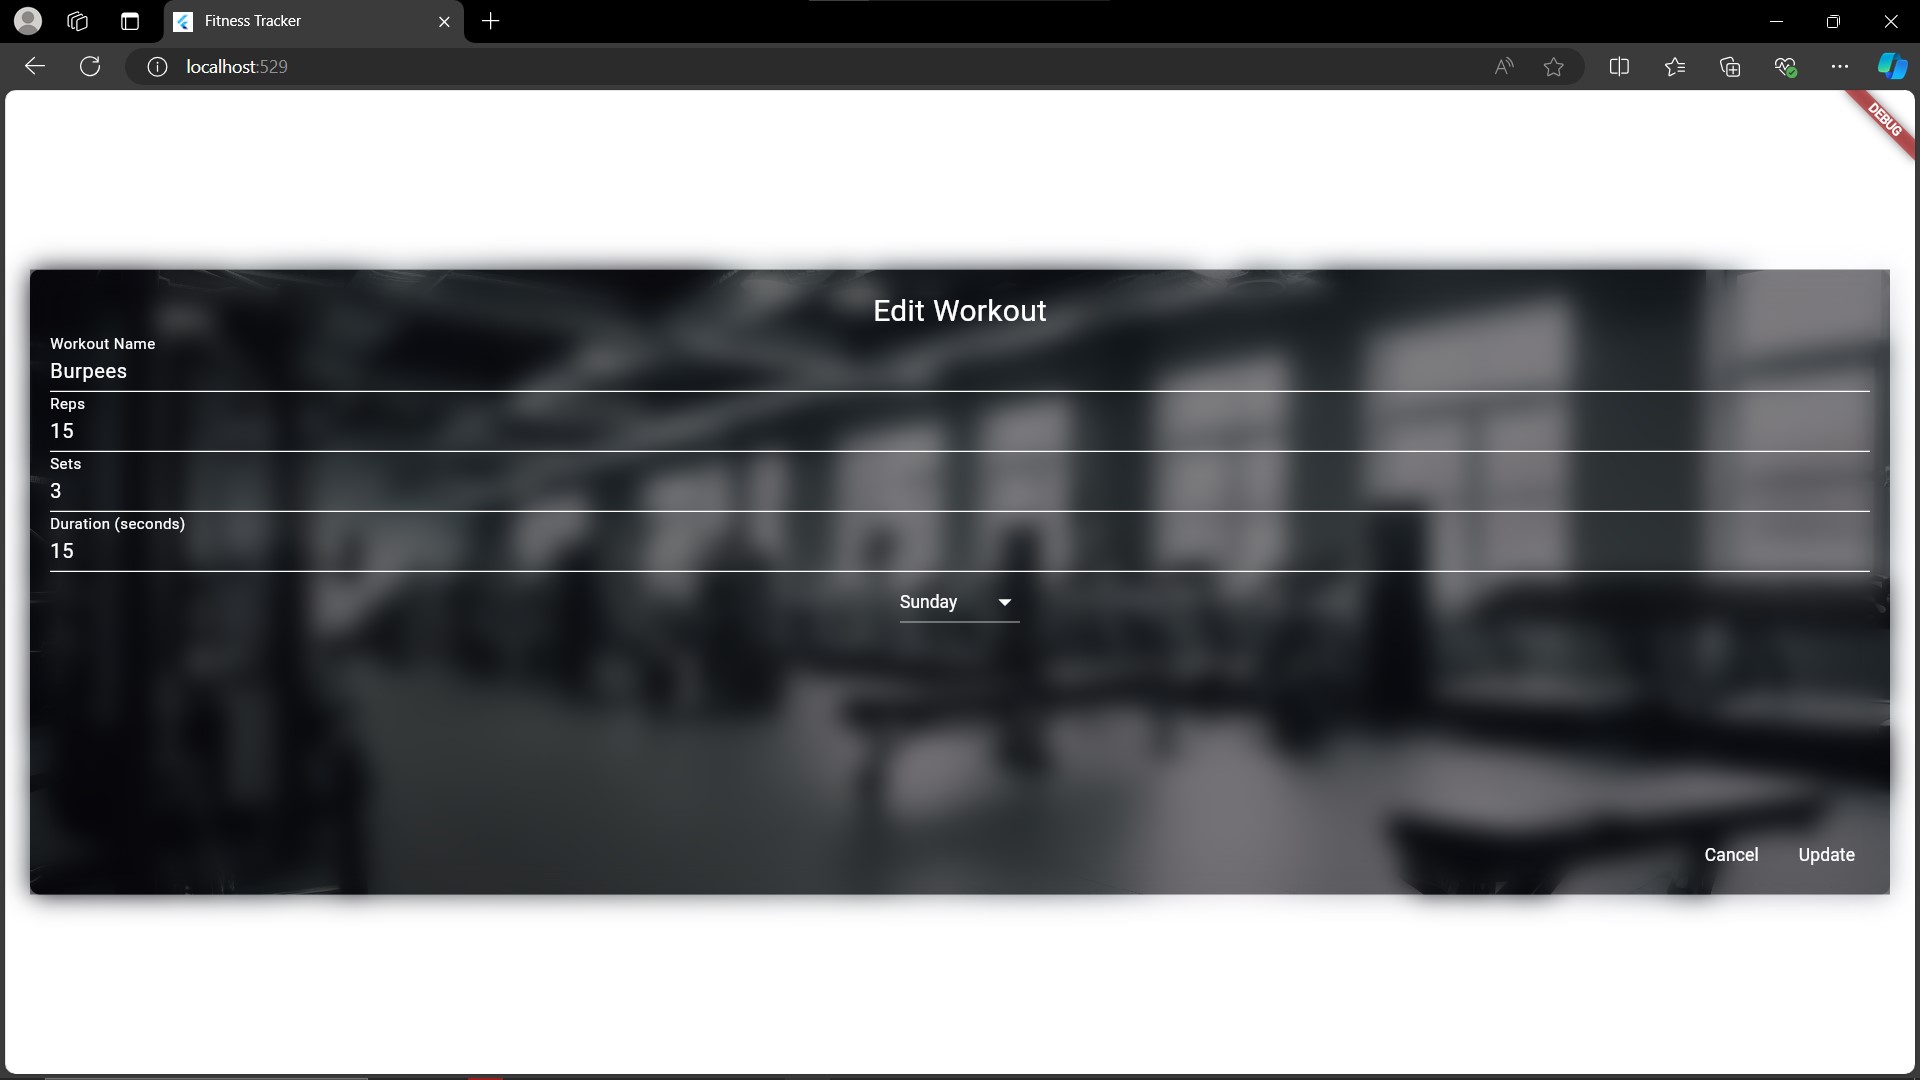 Fitness Tracker
localhost:529
DEBUG
Edit Workout
Workout Name
Burpees
Reps
15
Sets
3
Duration (seconds)
15
Sunday
Cancel Update